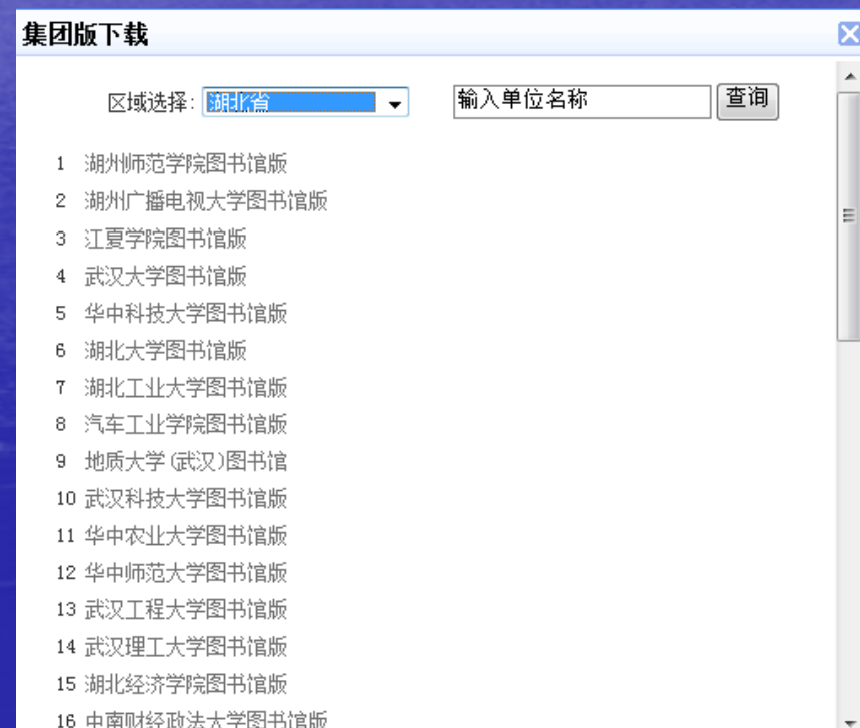 集团版下载
区域选择: 湖北省 输入单位名称 查询
1 湖州师范学院图书馆版
2 湖州广播电视大学图书馆版
3 江夏学院图书馆版
4 武汉大学图书馆版
5 华中科技大学图书馆版
6 湖北大学图书馆版
7 湖北工业大学图书馆版
8 汽车工业学院图书馆版
9 地质大学(武汉)图书馆
10 武汉科技大学图书馆版
11 华中农业大学图书馆版
12 华中师范大学图书馆版
13 武汉工程大学图书馆版
14 武汉理工大学图书馆版
15 湖北经济学院图书馆版
16 中南财经政法大学图书馆版